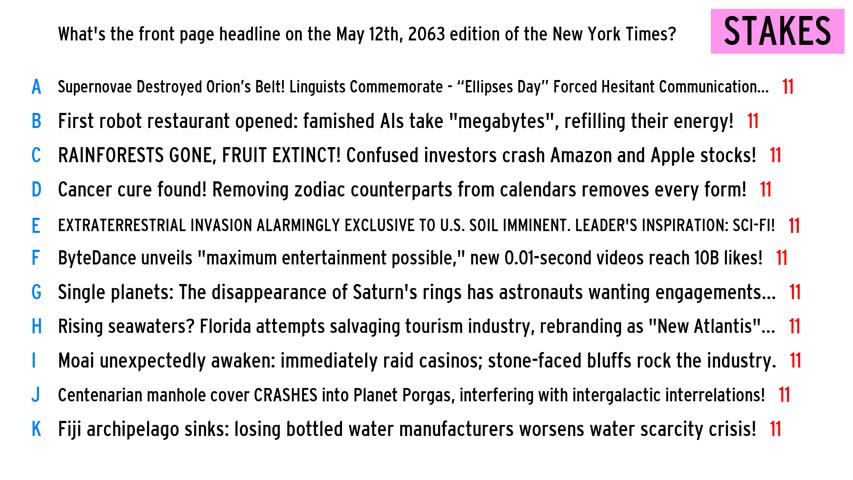 What's the front page headline on the May 12th, 2063 edition of the New York Times?
STAKES
A Supernovae Destroyed Orion's Belt! Linguists Commemorate - “Ellipses Day” Forced Hesitant Communication... 11
B First robot restaurant opened: famished AIs take "megabytes", refilling their energy! 11
C RAINFORESTS GONE, FRUIT EXTINCT! Confused investors crash Amazon and Apple stocks! 11
D Cancer cure found! Removing zodiac counterparts from calendars removes every form! 11
E EXTRATERRESTRIAL INVASION ALARMINGLY EXCLUSIVE TO U.S. SOIL IMMINENT. LEADER'S INSPIRATION: SCI-FI! 11
F ByteDance unveils "maximum entertainment possible," new 0.01-second videos reach 10B likes! 11
G Single planets: The disappearance of Saturn's rings has astronauts wanting engagements... 11
H Rising seawaters? Florida attempts salvaging tourism industry, rebranding as "New Atlantis"... 11
I Moai unexpectedly awaken: immediately raid casinos; stone-faced bluffs rock the industry. 11
J Centenarian manhole cover CRASHES into Planet Porgas, interfering with intergalactic interrelations! 11
K Fiji archipelago sinks: losing bottled water manufacturers worsens water scarcity crisis! 11